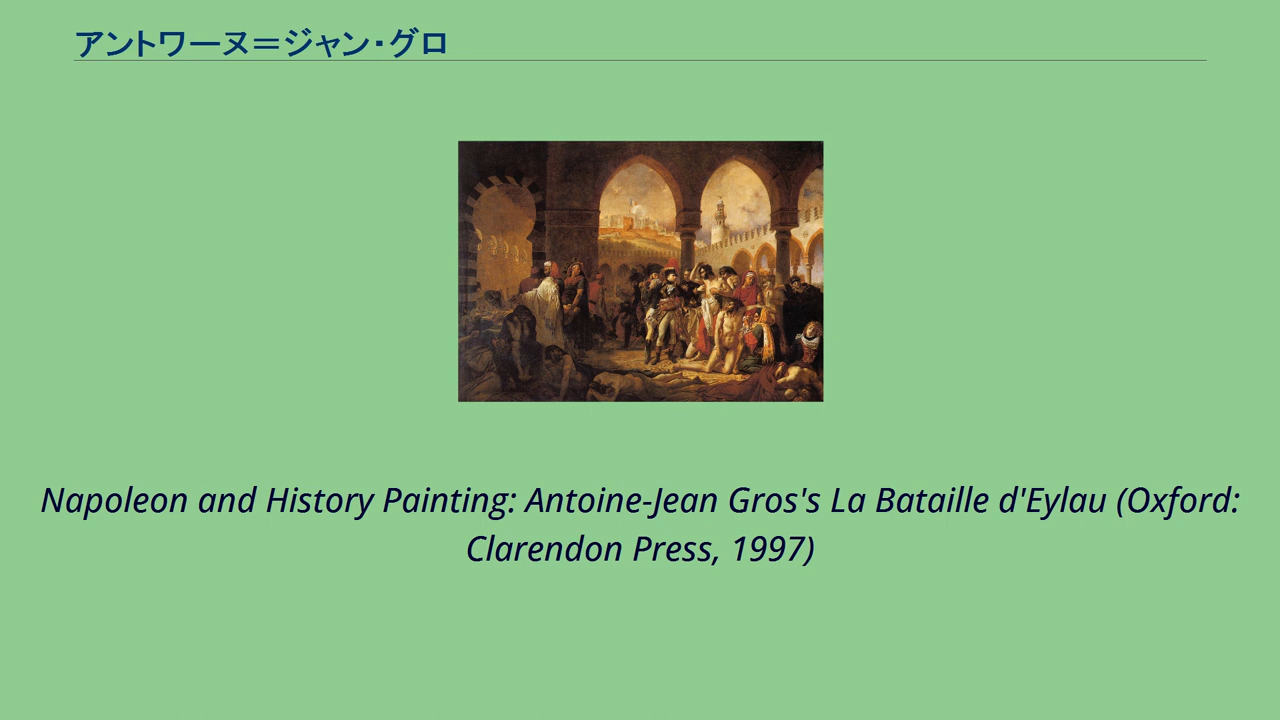 アントワーヌ＝ジャン・グロ
Napoleon and History Painting: Antoine-Jean Gros's La Bataille d'Eylau (Oxford:
Clarendon Press, 1997)